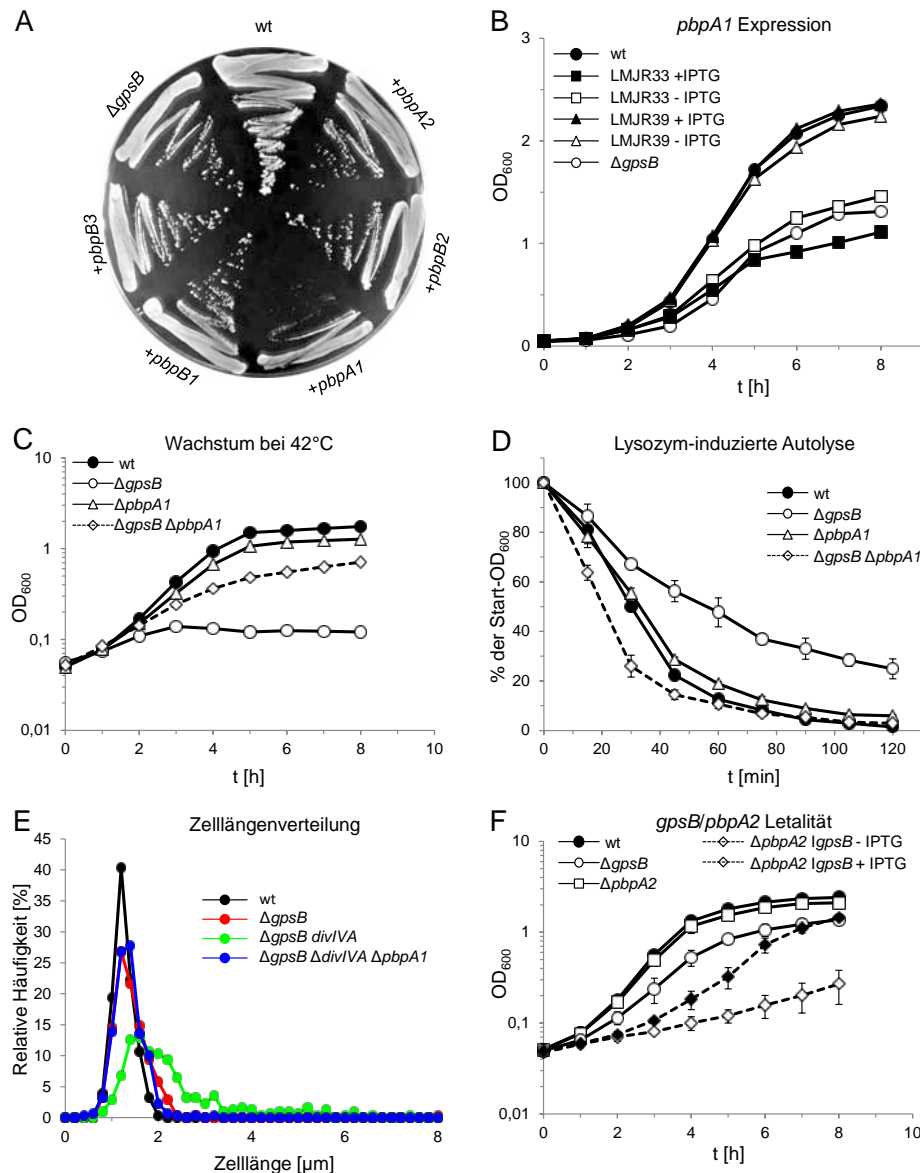 A
wt
ΔgpsB
+pbpA2
+pbpB3
+pbpB2
+pbpB1
+pbpA1
B
pbpA1 Expression
3
2
1
0
OD600
wt
LMJR33 +IPTG
LMJR33 - IPTG
LMJR39 + IPTG
LMJR39 - IPTG
ΔgpsB
0 2 4 6 8
t [h]
C
Wachstum bei 42°C
10
1
0,1
0,01
OD600
wt
ΔgpsB
ΔpbpA1
ΔgpsB ΔpbpA1
0 2 4 6 8 10
t [h]
D
Lysozym-induzierte Autolyse
100
80
60
40
20
0
% der Start-OD600
wt
ΔgpsB
ΔpbpA1
ΔgpsB ΔpbpA1
0 20 40 60 80 100 120
t [min]
E
Zelllängenverteilung
45
40
35
30
25
20
15
10
5
0
Relative Häufigkeit [%]
wt
ΔgpsB
ΔgpsB divIVA
ΔgpsB ΔdivIVA ΔpbpA1
0 2 4 6 8
Zelllänge [µm]
F
gpsB/pbpA2 Letalität
wt
ΔgpsB
ΔpbpA2
ΔpbpA2 IgpsB - IPTG
ΔpbpA2 IgpsB + IPTG
10
1
0,1
0,01
OD600
0 2 4 6 8 10
t [h]